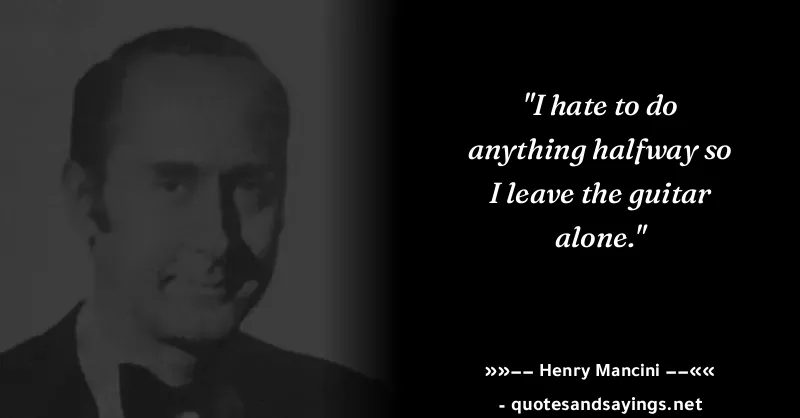 "I hate to do
anything halfway so
I leave the guitar
alone."
»»−− Henry Mancini −−««
- quotesandsayings.net